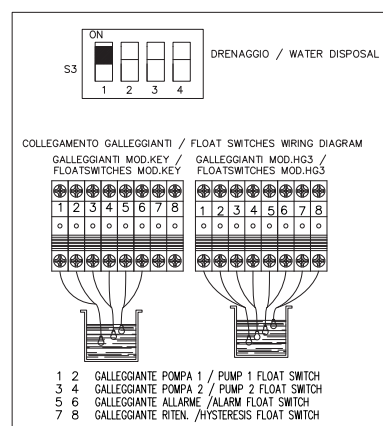 ON
S3
DRENAGGIO / WATER DISPOSAL
1 2 3 4
COLLEGAMENTO GALLEGGIANTI / FLOAT SWITCHES WIRING DIAGRAM
GALLEGGIANTI MOD.KEY /
FLOATSWITCHES MOD.KEY
GALLEGGIANTI MOD.HG3 /
FLOATSWITCHES MOD.HG3
1 2 3 4 5 6 7 8
1 2 3 4 5 6 7 8
1 2 GALLEGGIANTE POMPA 1 / PUMP 1 FLOAT SWITCH
3 4 GALLEGGIANTE POMPA 2 / PUMP 2 FLOAT SWITCH
5 6 GALLEGGIANTE ALLARME /ALARM FLOAT SWITCH
7 8 GALLEGGIANTE RITEN. /HYSTERESIS FLOAT SWITCH